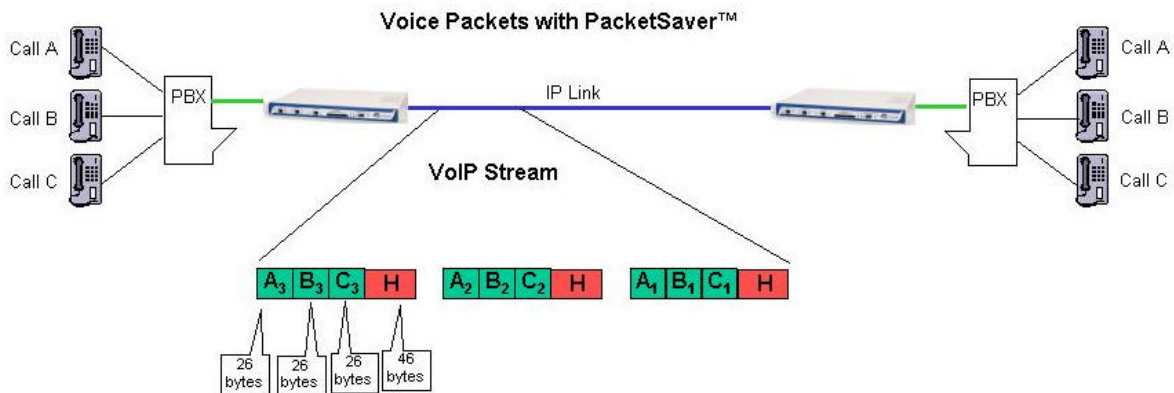 Voice Packets with PacketSaver™
Call A
Call B
Call C
PBX
IP Link
PBX
Call A
Call B
Call C
VoIP Stream
A₃ B₃ C₃ H
A₂ B₂ C₂ H
A₁ B₁ C₁ H
26 bytes
26 bytes
26 bytes
46 bytes